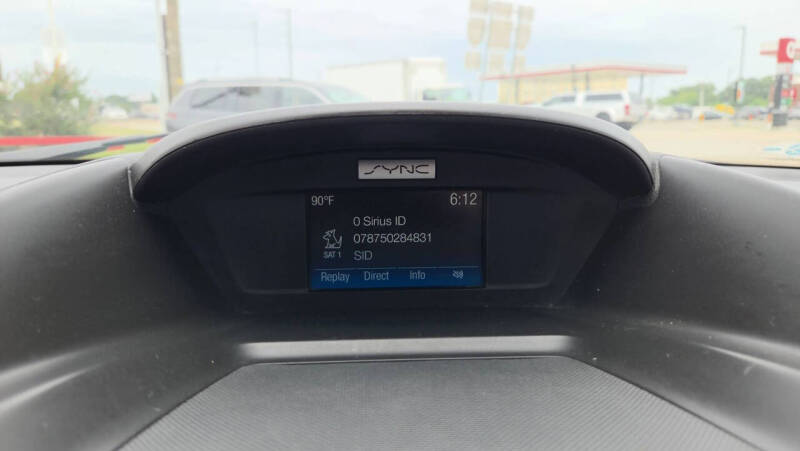 SYNC
90°F 6:12
0 Sirius ID
078750284831
SAT 1 SID
Replay Direct Info